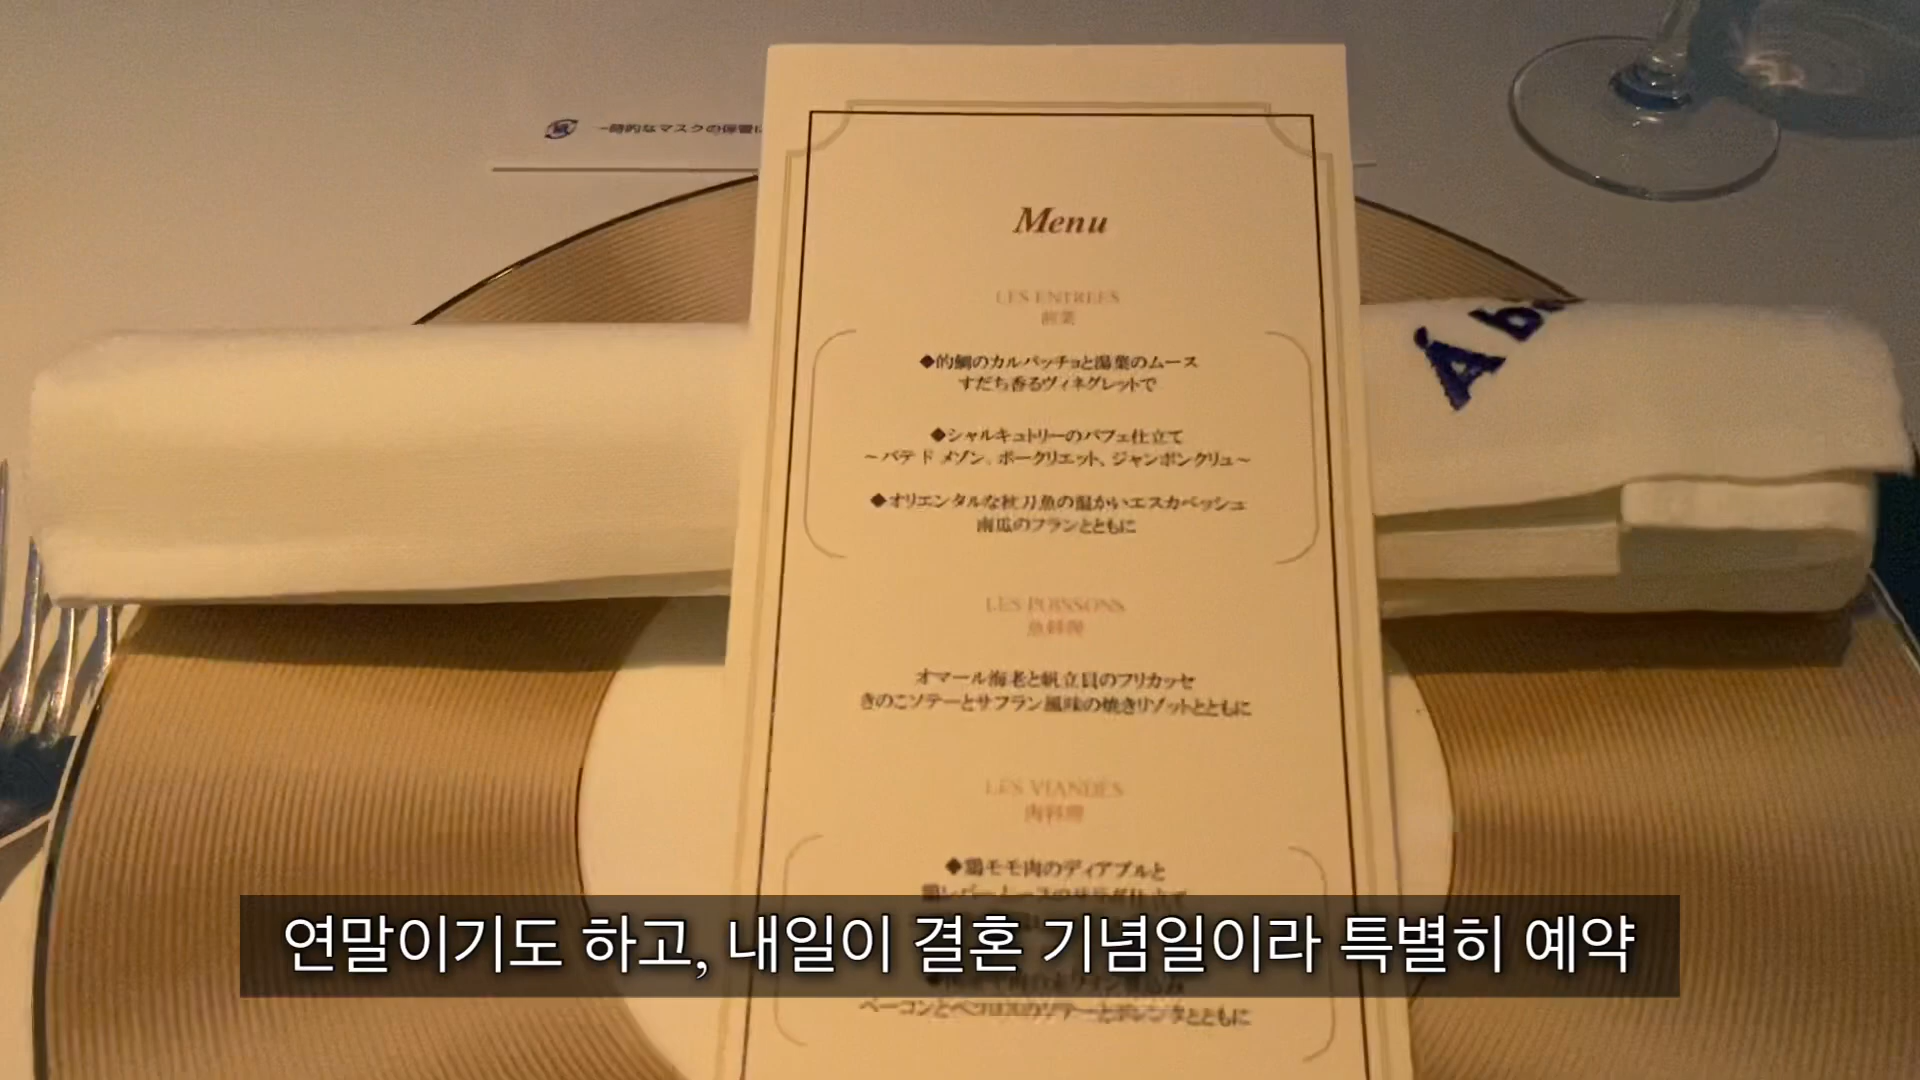 一時的なマスクの保管に
Menu
LES ENTREES
前菜
◆的鯛のカルパッチョと湯葉のムース
すだち香るヴィネグレットで
◆シャルキュトリーのパフェ仕立て
~パテ ド メゾン、ポークリエット、ジャンボンクリュ~
◆オリエンタルな秋刀魚の温かいエスカベッシュ
南瓜のフランとともに
LES POISSONS
魚料理
オマール海老と帆立貝のフリカッセ
きのこソテーとサフラン風味の焼きリゾットとともに
LES VIANDES
肉料理
◆鶏モモ肉のディアブルと
鶏レバームースのサラダ仕立て
연말이기도 하고, 내일이 결혼 기념일이라 특별히 예약
ベーコンと
とともに